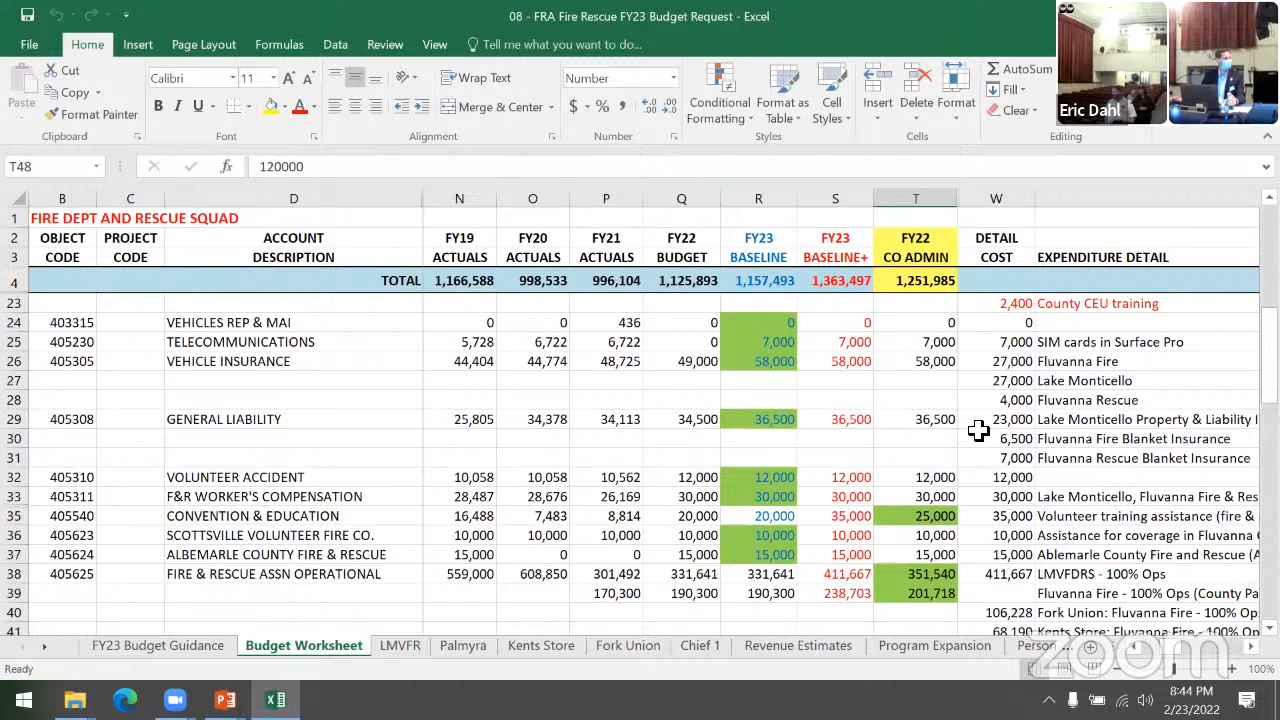 08 - FRA Fire Rescue FY23 Budget Request - Excel
File Home Insert Page Layout Formulas Data Review View Tell me what you want to do...
Cut Calibri 11 Wrap Text Number AutoSum
Paste Copy Conditional Format as Cell Insert Delete Format Fill
Format Painter B I U Merge & Center $ % Formatting Table Styles Clear
Clipboard Font Alignment Number Styles Cells Editing
Eric Dahl
T48 fx 120000
B C D N O P Q R S T W
1 FIRE DEPT AND RESCUE SQUAD
2 OBJECT PROJECT ACCOUNT FY19 FY20 FY21 FY22 FY23 FY23 FY22 DETAIL
3 CODE CODE DESCRIPTION ACTUALS ACTUALS ACTUALS BUDGET BASELINE BASELINE+ CO ADMIN COST EXPENDITURE DETAIL
4 TOTAL 1,166,588 998,533 996,104 1,125,893 1,157,493 1,363,497 1,251,985
23 2,400 County CEU training
24 403315 VEHICLES REP & MAI 0 0 436 0 0 0 0 0
25 405230 TELECOMMUNICATIONS 5,728 6,722 6,722 0 7,000 7,000 7,000 7,000 SIM cards in Surface Pro
26 405305 VEHICLE INSURANCE 44,404 44,774 48,725 49,000 58,000 58,000 58,000 27,000 Fluvanna Fire
27 27,000 Lake Monticello
28 4,000 Fluvanna Rescue
29 405308 GENERAL LIABILITY 25,805 34,378 34,113 34,500 36,500 36,500 36,500 23,000 Lake Monticello Property & Liability I
30 6,500 Fluvanna Fire Blanket Insurance
31 7,000 Fluvanna Rescue Blanket Insurance
32 405310 VOLUNTEER ACCIDENT 10,058 10,058 10,562 12,000 12,000 12,000 12,000 12,000
33 405311 F&R WORKER'S COMPENSATION 28,487 28,676 26,169 30,000 30,000 30,000 30,000 30,000 Lake Monticello, Fluvanna Fire & Res
35 405540 CONVENTION & EDUCATION 16,488 7,483 8,814 20,000 20,000 35,000 25,000 35,000 Volunteer training assistance (fire &
36 405623 SCOTTSVILLE VOLUNTEER FIRE CO. 10,000 10,000 10,000 10,000 10,000 10,000 10,000 10,000 Assistance for coverage in Fluvanna C
37 405624 ALBEMARLE COUNTY FIRE & RESCUE 15,000 0 0 15,000 15,000 15,000 15,000 15,000 Ablemarle County Fire and Rescue (A
38 405625 FIRE & RESCUE ASSN OPERATIONAL 559,000 608,850 301,492 331,641 331,641 411,667 351,540 411,667 LMVFDRS - 100% Ops
39 170,300 190,300 190,300 238,703 201,718 Fluvanna Fire - 100% Ops (County Pa
40 106,228 Fork Union: Fluvanna Fire - 100% Op
41 68,190 Kents Store: Fluvanna Fire - 100% Op
FY23 Budget Guidance Budget Worksheet LMVFR Palmyra Kents Store Fork Union Chief 1 Revenue Estimates Program Expansion Person ...
Ready 100%
zoom
8:44 PM
2/23/2022